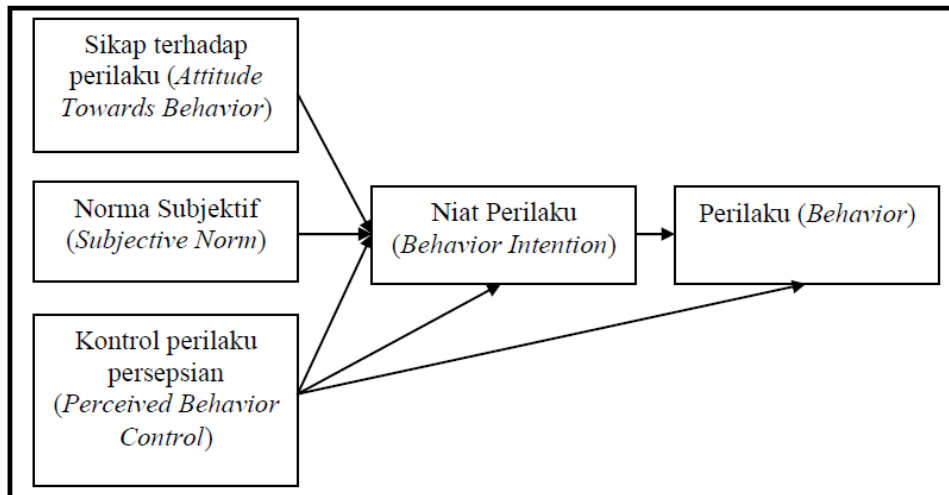 Sikap terhadap
perilaku (Attitude
Towards Behavior)
Norma Subjektif
(Subjective Norm)
Kontrol perilaku
persepsian
(Perceived Behavior
Control)
Niat Perilaku
(Behavior Intention)
Perilaku (Behavior)